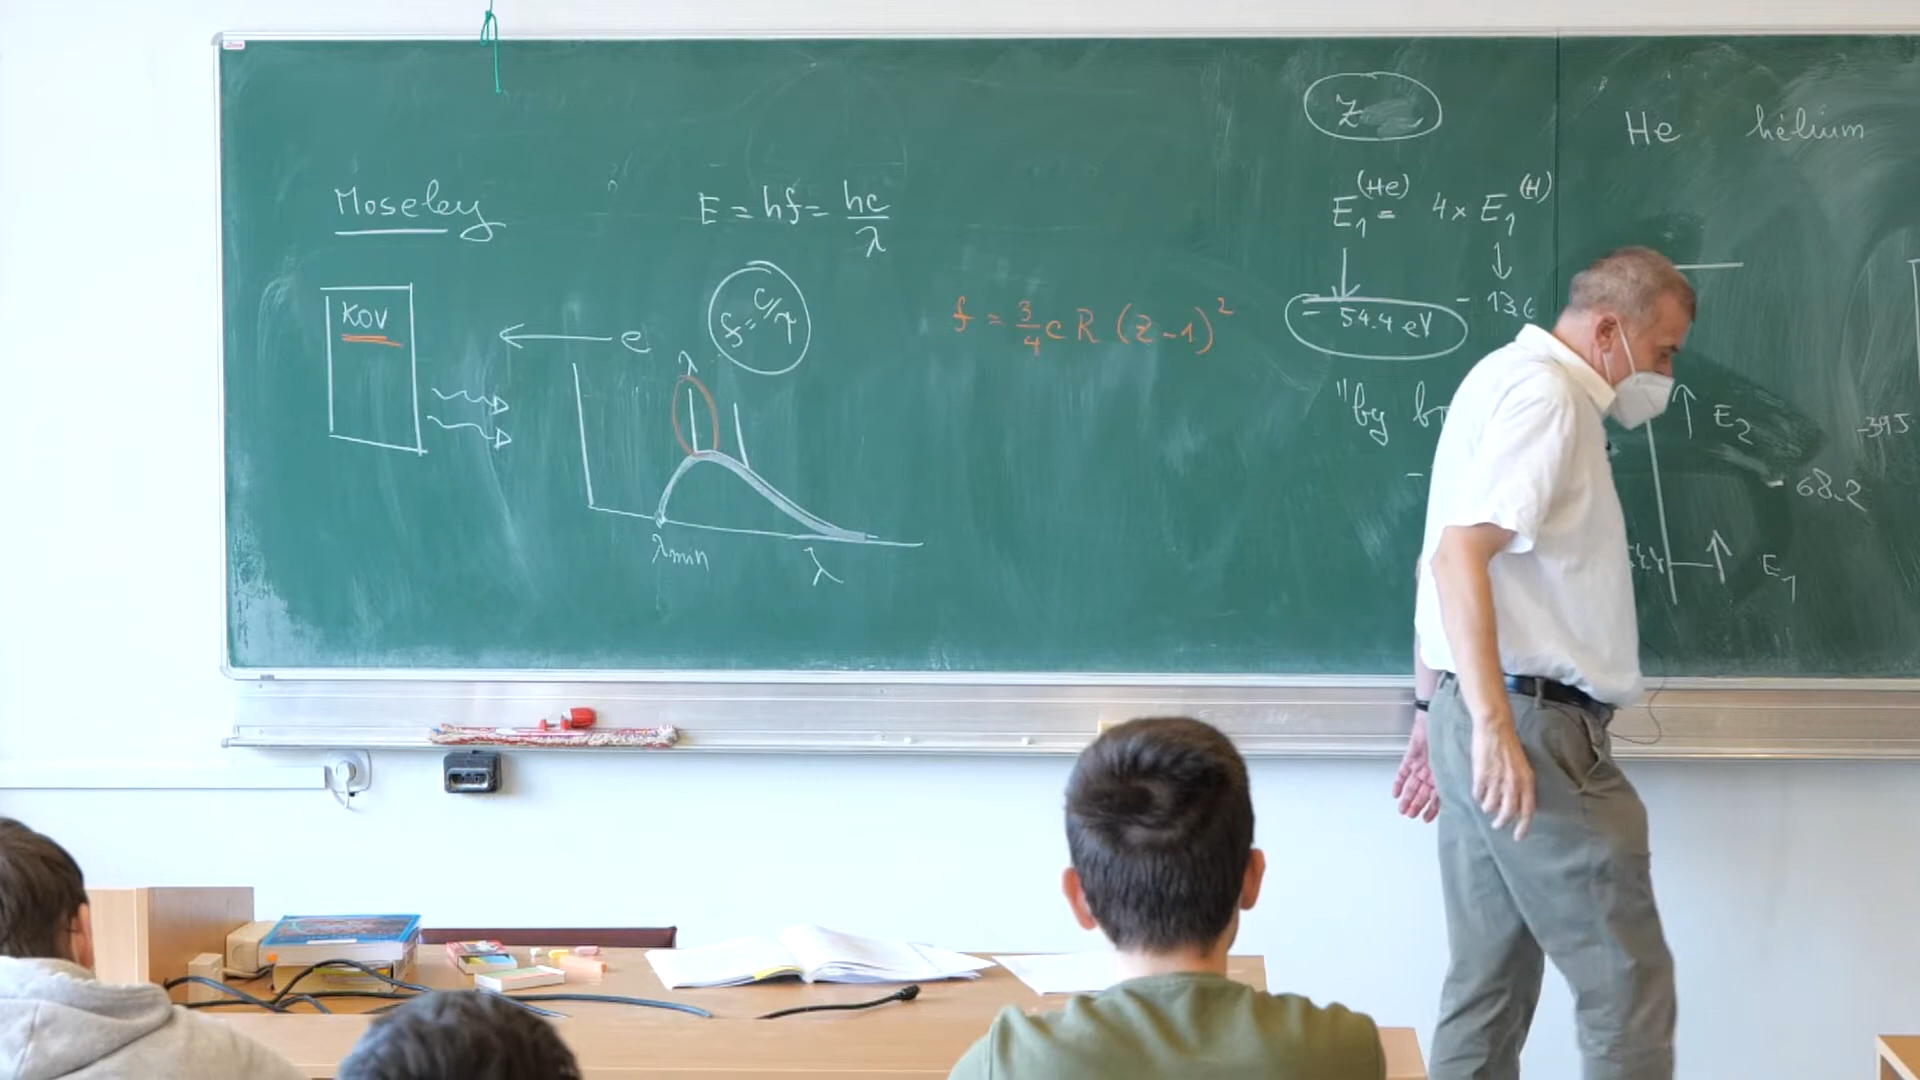 Moseley
E = hf = hc/λ
KOV
e
f = c/λ
λ
λmin
λ
f = 3/4 c R (Z-1)²
Z
E₁^(He) = 4 x E₁^(H)
- 13,6
= 54.4 eV
"by
He hélium
E₂
-39.5
- 68.2
E₁